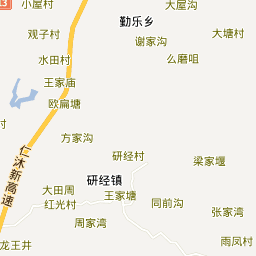 小屋村
大屋沟
勤乐乡
观子村
大塘村
谢家沟
水田村
么磨咀
王家庙
欧扁塘
方家沟
仁沐新高速
研经村
梁家堰
研经镇
大田周
红光村
王家塘
同前沟
张家湾
周家湾
龙王井
雨凤村